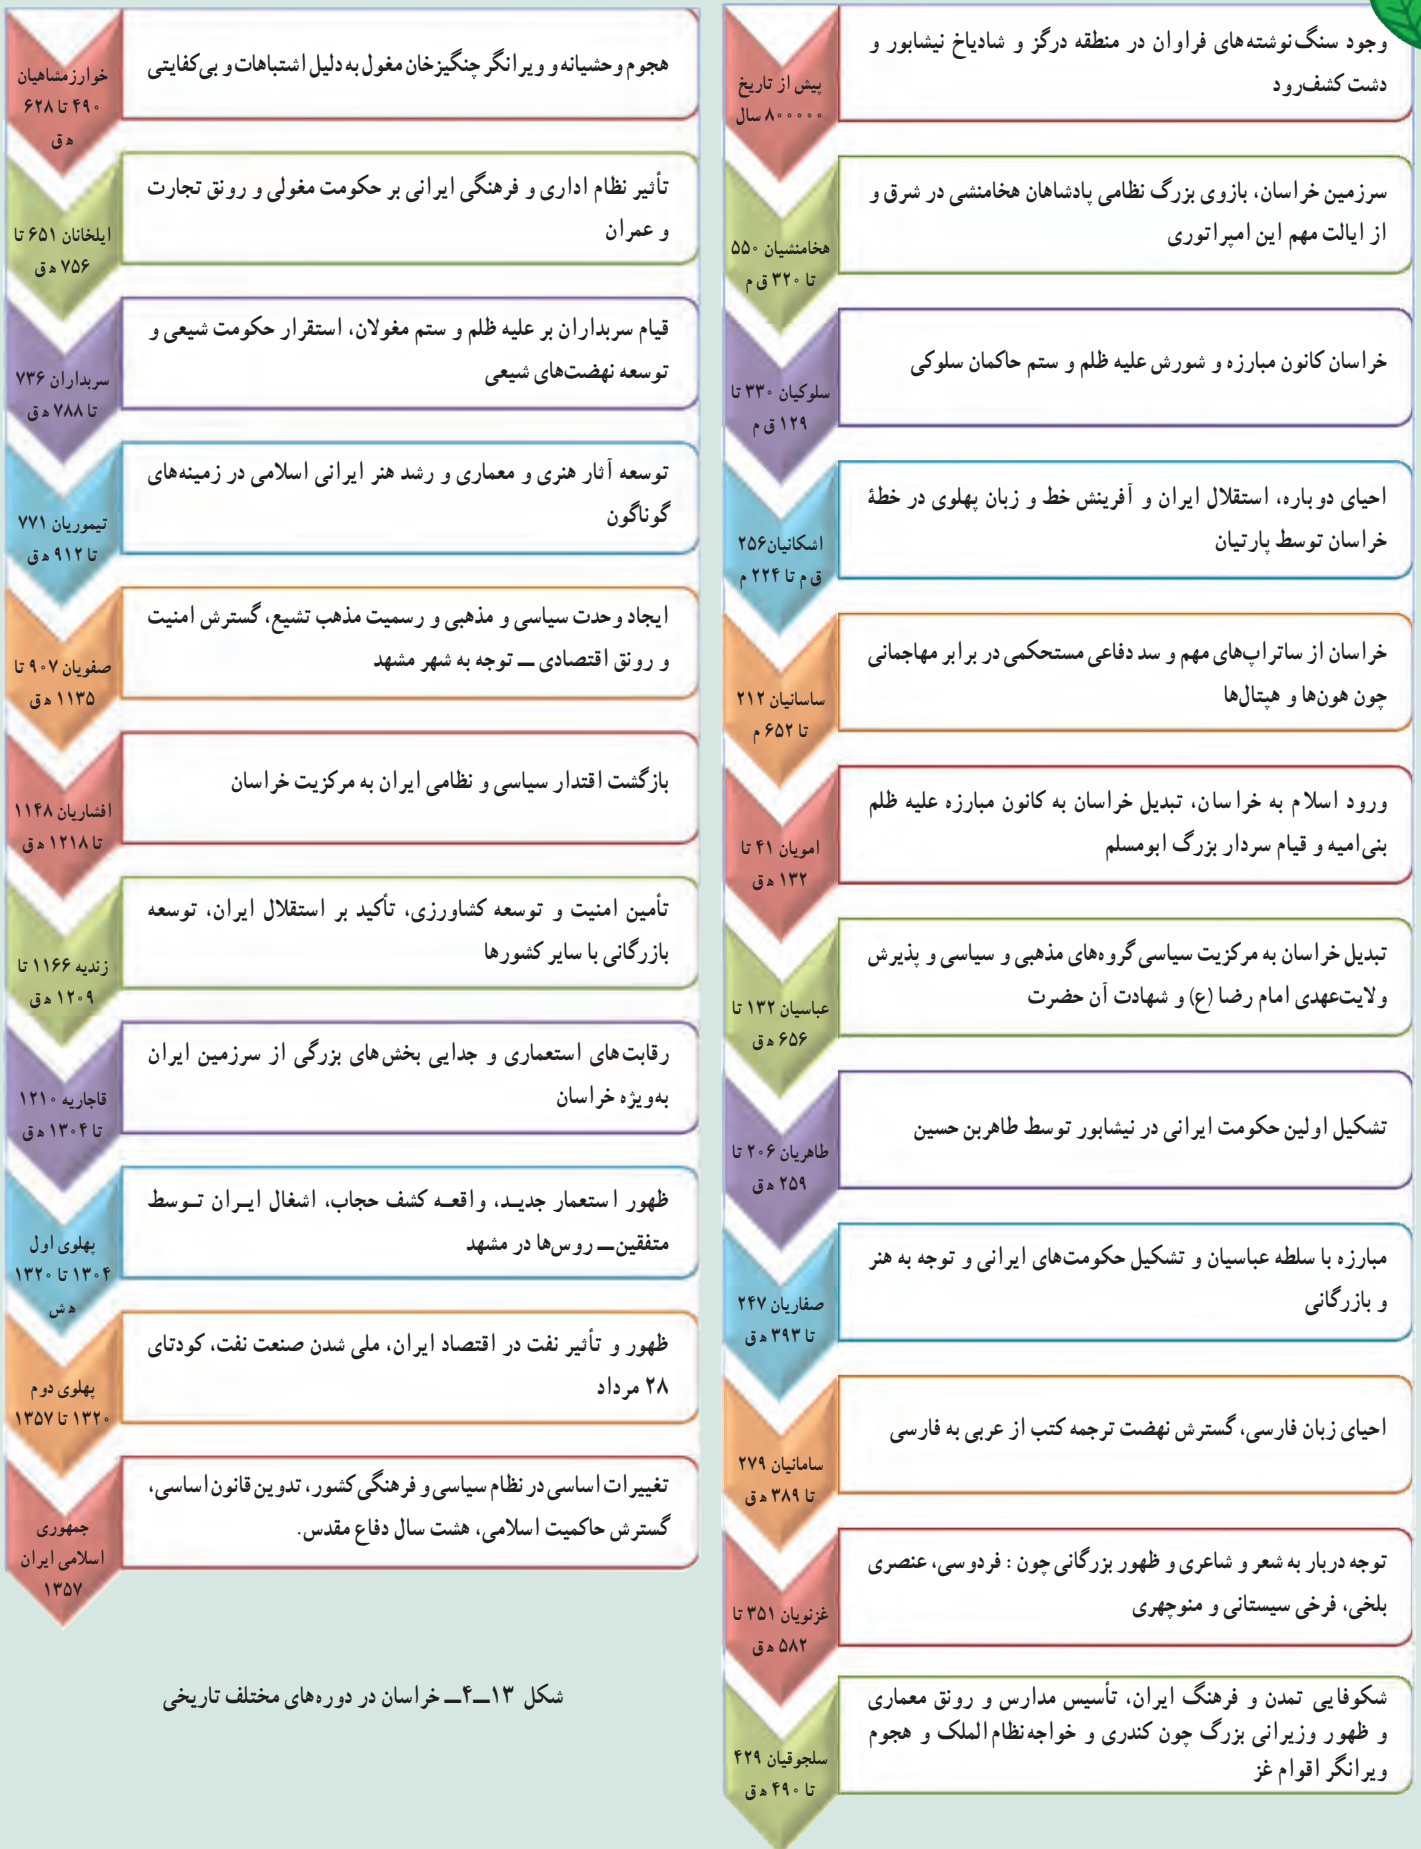 وجود سنگ‌نوشته‌های فراوان در منطقه درگز و شادیاخ نیشابور و
دشت کشف‌رود
پیش از تاریخ
۸۰۰۰۰۰ سال
سرزمین خراسان، بازوی بزرگ نظامی پادشاهان هخامنشی در شرق و
از ایالت مهم این امپراتوری
هخامنشیان ۵۵۰
تا ۳۲۰ ق م
خراسان کانون مبارزه و شورش علیه ظلم و ستم حاکمان سلوکی
سلوکیان ۳۳۰ تا
۱۲۹ ق م
احیای دوباره، استقلال ایران و آفرینش خط و زبان پهلوی در خطهٔ
خراسان توسط پارتیان
اشکانیان۲۵۶
ق م تا ۲۲۴ م
خراسان از ساتراپ‌های مهم و سد دفاعی مستحکمی در برابر مهاجمانی
چون هون‌ها و هپتال‌ها
ساسانیان ۲۱۲
تا ۶۵۲ م
ورود اسلام به خراسان، تبدیل خراسان به کانون مبارزه علیه ظلم
بنی‌امیه و قیام سردار بزرگ ابومسلم
امویان ۴۱ تا
۱۳۲ ه ق
تبدیل خراسان به مرکزیت سیاسی گروه‌های مذهبی و سیاسی و پذیرش
ولایت‌عهدی امام رضا (ع) و شهادت آن حضرت
عباسیان ۱۳۲ تا
۶۵۶ ه ق
تشکیل اولین حکومت ایرانی در نیشابور توسط طاهربن حسین
طاهریان ۲۰۶ تا
۲۵۹ ه ق
مبارزه با سلطه عباسیان و تشکیل حکومت‌های ایرانی و توجه به هنر
و بازرگانی
صفاریان ۲۴۷
تا ۳۹۳ ه ق
احیای زبان فارسی، گسترش نهضت ترجمه کتب از عربی به فارسی
سامانیان ۲۷۹
تا ۳۸۹ ه ق
توجه دربار به شعر و شاعری و ظهور بزرگانی چون : فردوسی، عنصری
بلخی، فرخی سیستانی و منوچهری
غزنویان ۳۵۱ تا
۵۸۲ ه ق
شکوفایی تمدن و فرهنگ ایران، تأسیس مدارس و رونق معماری
و ظهور وزیرانی بزرگ چون کندری و خواجه‌نظام‌الملک و هجوم
ویرانگر اقوام غز
سلجوقیان ۴۲۹
تا ۴۹۰ ه ق
هجوم وحشیانه و ویرانگر چنگیزخان مغول به‌دلیل اشتباهات و بی‌کفایتی
خوارزمشاهیان
۴۹۰ تا ۶۲۸
ه ق
تأثیر نظام اداری و فرهنگی ایرانی بر حکومت مغولی و رونق تجارت
و عمران
ایلخانان ۶۵۱ تا
۷۵۶ ه ق
قیام سربداران بر علیه ظلم و ستم مغولان، استقرار حکومت شیعی و
توسعه نهضت‌های شیعی
سربداران ۷۳۶
تا ۷۸۸ ه ق
توسعه آثار هنری و معماری و رشد هنر ایرانی اسلامی در زمینه‌های
گوناگون
تیموریان ۷۷۱
تا ۹۱۲ ه ق
ایجاد وحدت سیاسی و مذهبی و رسمیت مذهب تشیع، گسترش امنیت
و رونق اقتصادی ــ توجه به شهر مشهد
صفویان ۹۰۷ تا
۱۱۳۵ ه ق
بازگشت اقتدار سیاسی و نظامی ایران به مرکزیت خراسان
افشاریان ۱۱۴۸
تا ۱۲۱۸ ه ق
تأمین امنیت و توسعه کشاورزی، تأکید بر استقلال ایران، توسعه
بازرگانی با سایر کشورها
زندیه ۱۱۶۶ تا
۱۲۰۹ ه ق
رقابت‌های استعماری و جدایی بخش‌های بزرگی از سرزمین ایران
به‌ویژه خراسان
قاجاریه ۱۲۱۰
تا ۱۳۰۴ ه ق
ظهور استعمار جدیـد، واقعـه کشف حجاب، اشغال ایـران تـوسط
متفقین‌ــ روس‌ها در مشهد
پهلوی اول
۱۳۰۴ تا ۱۳۲۰
ه ش
ظهور و تأثیر نفت در اقتصاد ایران، ملی شدن صنعت نفت، کودتای
۲۸ مرداد
پهلوی دوم
۱۳۲۰ تا ۱۳۵۷
تغییرات اساسی در نظام سیاسی و فرهنگی کشور، تدوین قانون اساسی،
گسترش حاکمیت اسلامی، هشت سال دفاع مقدس.
جمهوری
اسلامی ایران
۱۳۵۷
شکل ۱۳ــ۴ــ خراسان در دوره‌های مختلف تاریخی